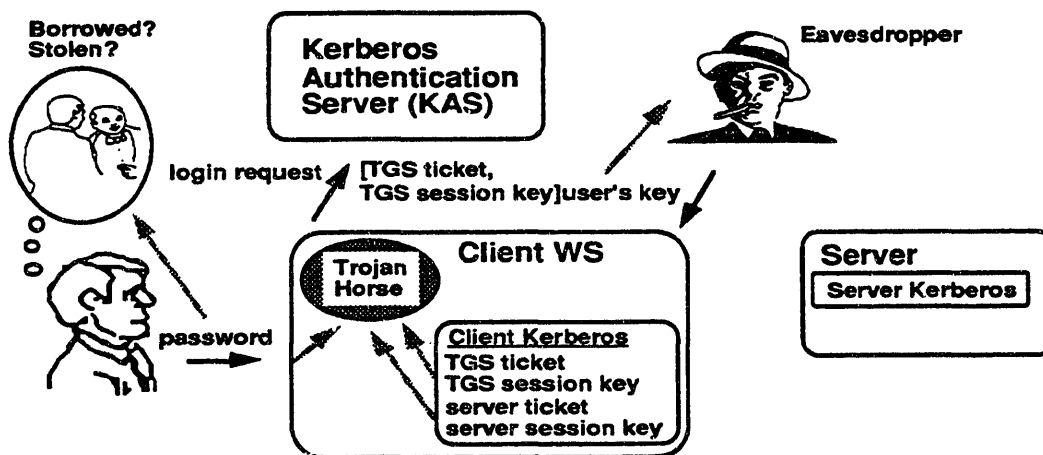 Borrowed?
Stolen?
Kerberos
Authentication
Server (KAS)
Eavesdropper
login request
[TGS ticket,
TGS session key]user's key
Client WS
Trojan
Horse
Server
Server Kerberos
password
Client Kerberos
TGS ticket
TGS session key
server ticket
server session key